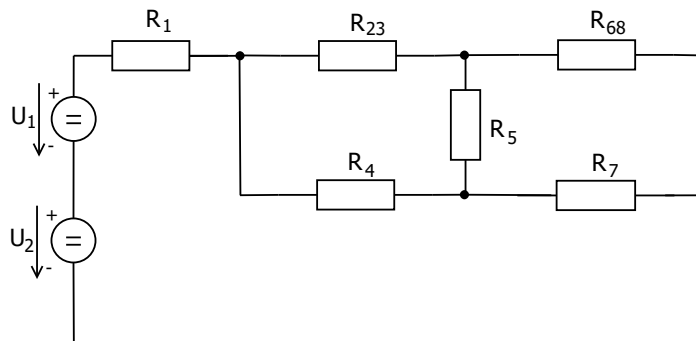 R1
R23
R68
+
U1
=
-
R5
R4
R7
+
U2
=
-